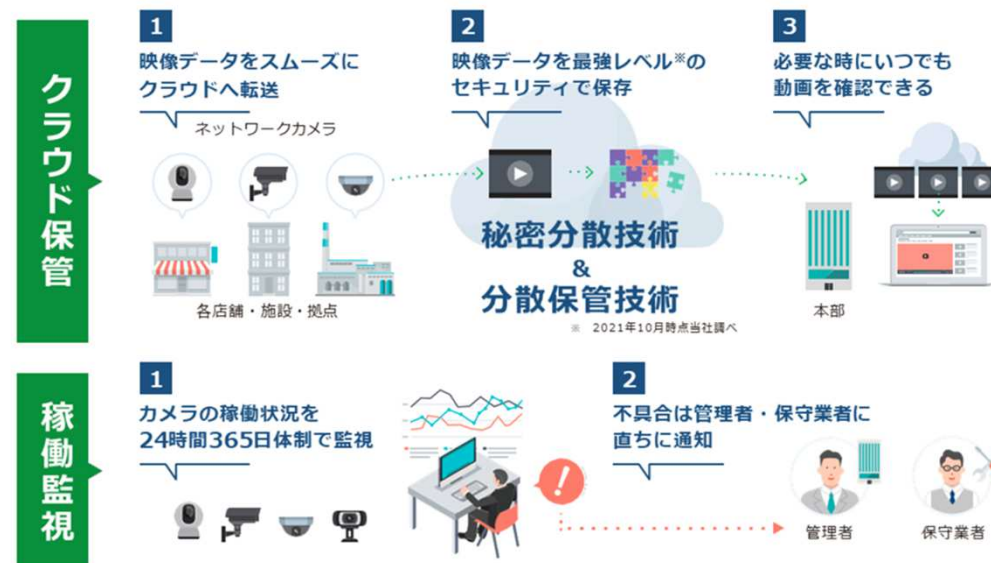 クラウド保管
1
映像データをスムーズに
クラウドへ転送
ネットワークカメラ
各店舗・施設・拠点
2
映像データを最強レベル※の
セキュリティで保存
秘密分散技術
&
分散保管技術
※ 2021年10月時点当社調べ
3
必要な時にいつでも
動画を確認できる
本部
稼働監視
1
カメラの稼働状況を
24時間365日体制で監視
!
2
不具合は管理者・保守業者に
直ちに通知
管理者
保守業者